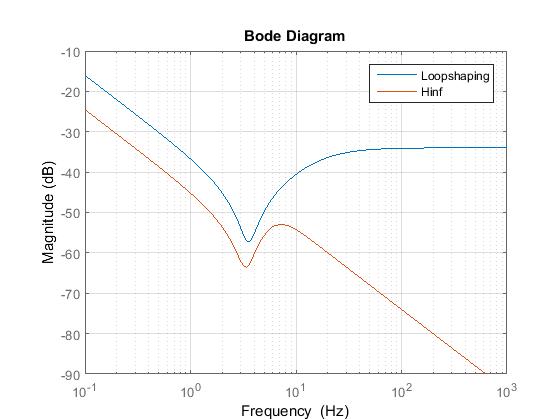 Bode Diagram
Loopshaping
Hinf
Magnitude (dB)
-10
-20
-30
-40
-50
-60
-70
-80
-90
10^-1 10^0 10^1 10^2 10^3
Frequency (Hz)